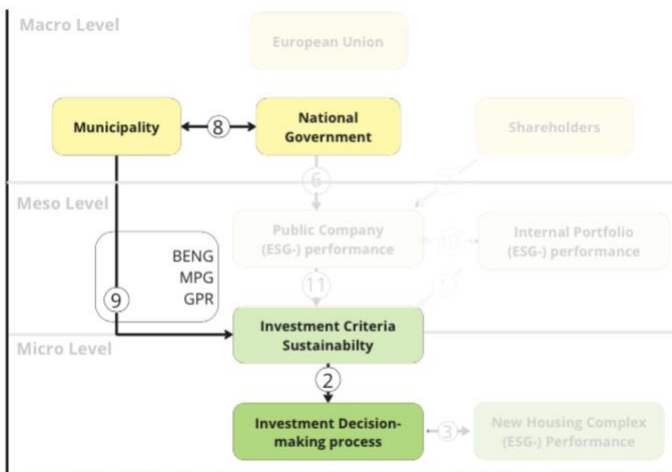 Macro Level
European Union
Municipality
8
National
Government
Shareholders
6
Meso Level
Public Company
(ESG-) performance
10
Internal Portfolio
(ESG-) performance
BENG
MPG
GPR
9
11
Investment Criteria
Sustainabilty
Micro Level
2
Investment Decision-
making process
3
New Housing Complex
(ESG-) Performance